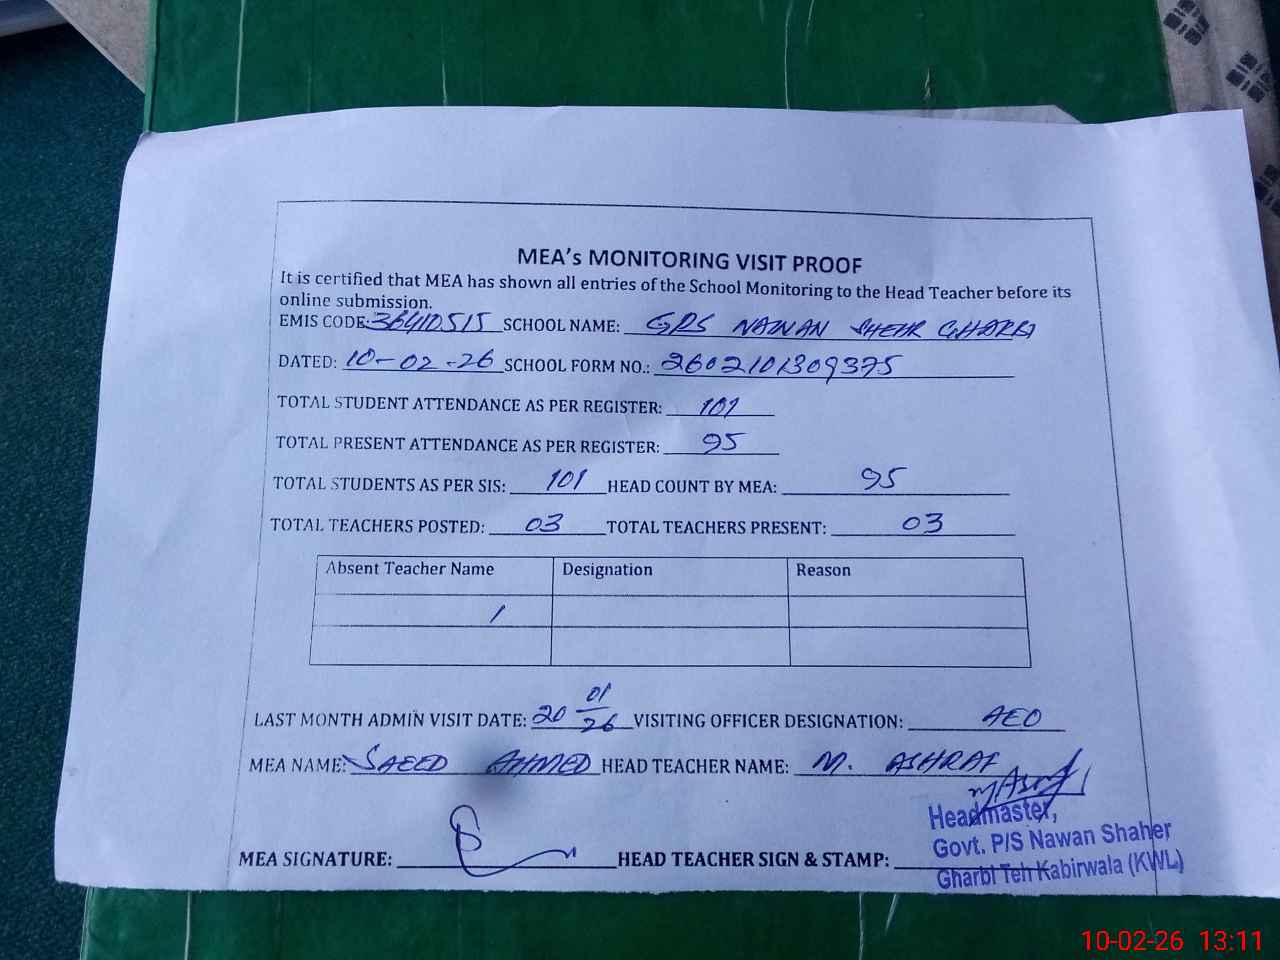 MEA's MONITORING VISIT PROOF
It is certified that MEA has shown all entries of the School Monitoring to the Head Teacher before its
online submission.
EMIS CODE: 36410515 SCHOOL NAME: GPS NAWAN SHEHR GHARBI
DATED: 10-02-26 SCHOOL FORM NO.: 2602101309375
TOTAL STUDENT ATTENDANCE AS PER REGISTER: 101
TOTAL PRESENT ATTENDANCE AS PER REGISTER: 95
TOTAL STUDENTS AS PER SIS: 101 HEAD COUNT BY MEA: 95
TOTAL TEACHERS POSTED: 03 TOTAL TEACHERS PRESENT: 03
Absent Teacher Name Designation Reason
/
LAST MONTH ADMIN VISIT DATE: 20 01/26 VISITING OFFICER DESIGNATION: AEO
MEA NAME: SAEED AHMED HEAD TEACHER NAME: M. ASHRAF
MEA SIGNATURE: HEAD TEACHER SIGN & STAMP:
Headmaster,
Govt. P/S Nawan Shaher
Gharbi Teh Kabirwala (KWL)
10-02-26 13:11